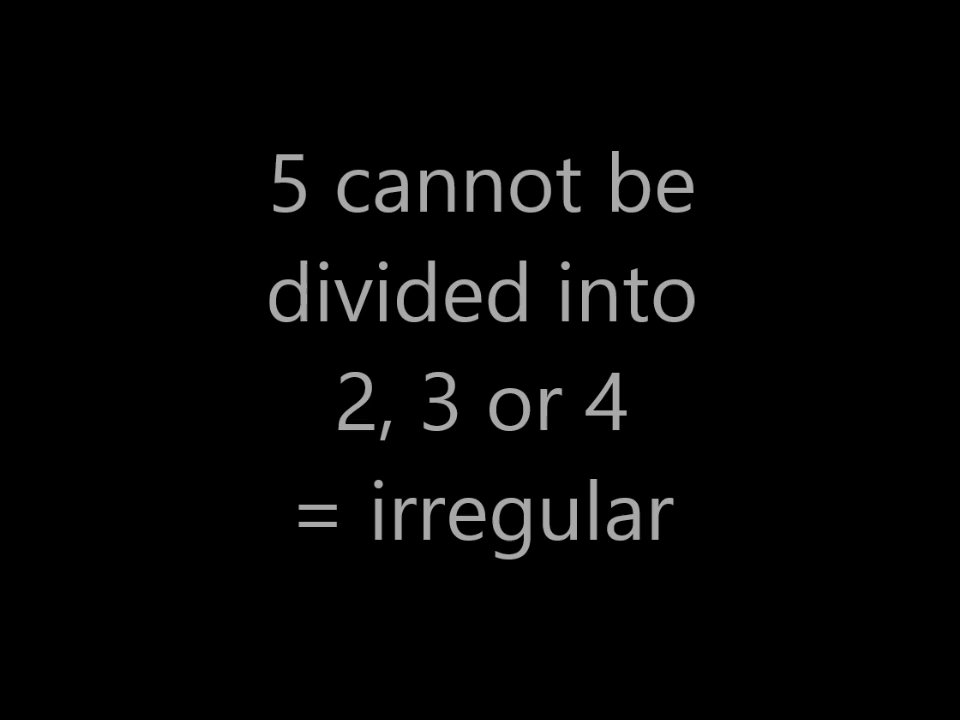 5 cannot be
divided into
2, 3 or 4
= irregular